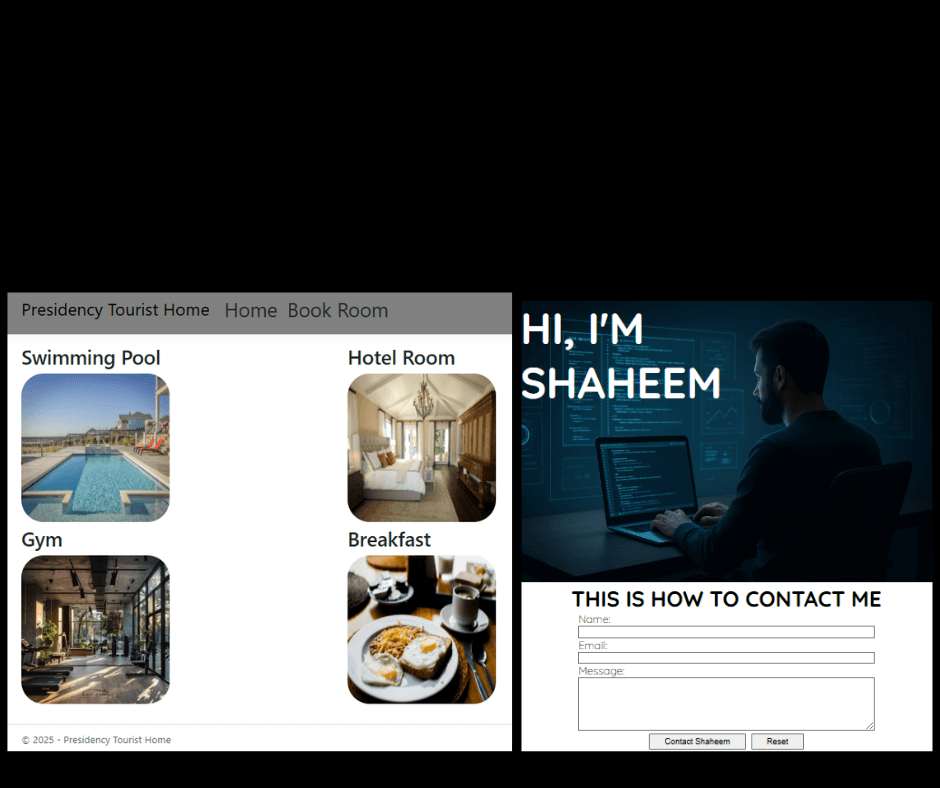 Presidency Tourist Home Home Book Room
Swimming Pool
Hotel Room
Gym
Breakfast
© 2025 - Presidency Tourist Home
HI, I'M
SHAHEEM
THIS IS HOW TO CONTACT ME
Name:
Email:
Message:
Contact Shaheem Reset